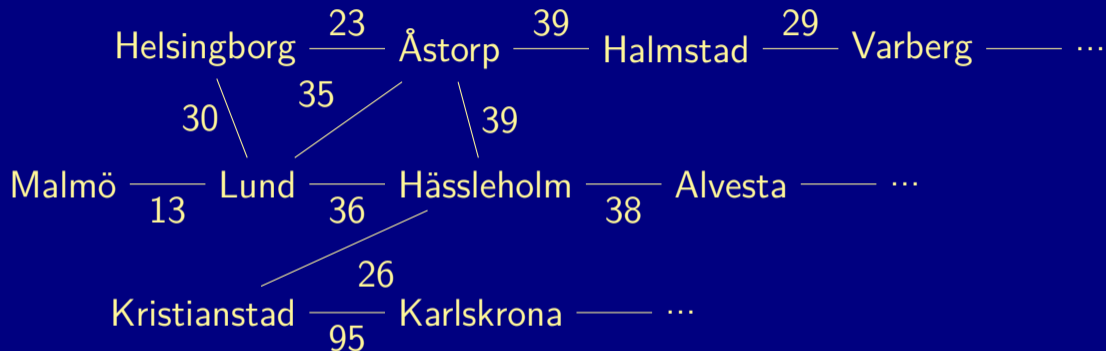 23 39 29
Helsingborg Åstorp Halmstad Varberg ...
35
30 39
Malmö Lund Hässleholm Alvesta ...
13 36 38
26
Kristianstad Karlskrona ...
95